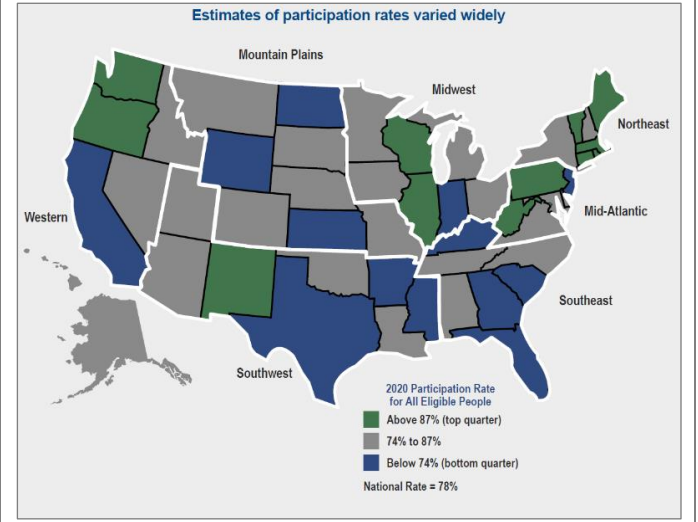 Estimates of participation rates varied widely
Mountain Plains
Midwest
Northeast
Western
Mid-Atlantic
Southeast
Southwest
2020 Participation Rate
for All Eligible People
Above 87% (top quarter)
74% to 87%
Below 74% (bottom quarter)
National Rate = 78%